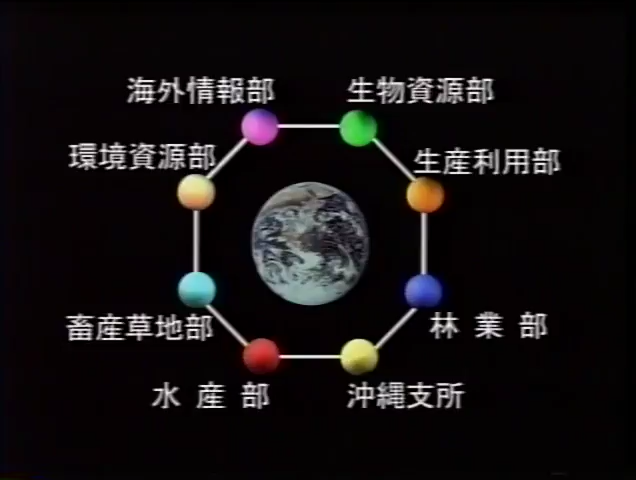 海外情報部
生物資源部
環境資源部
生産利用部
畜産草地部
林業部
水産部
沖縄支所